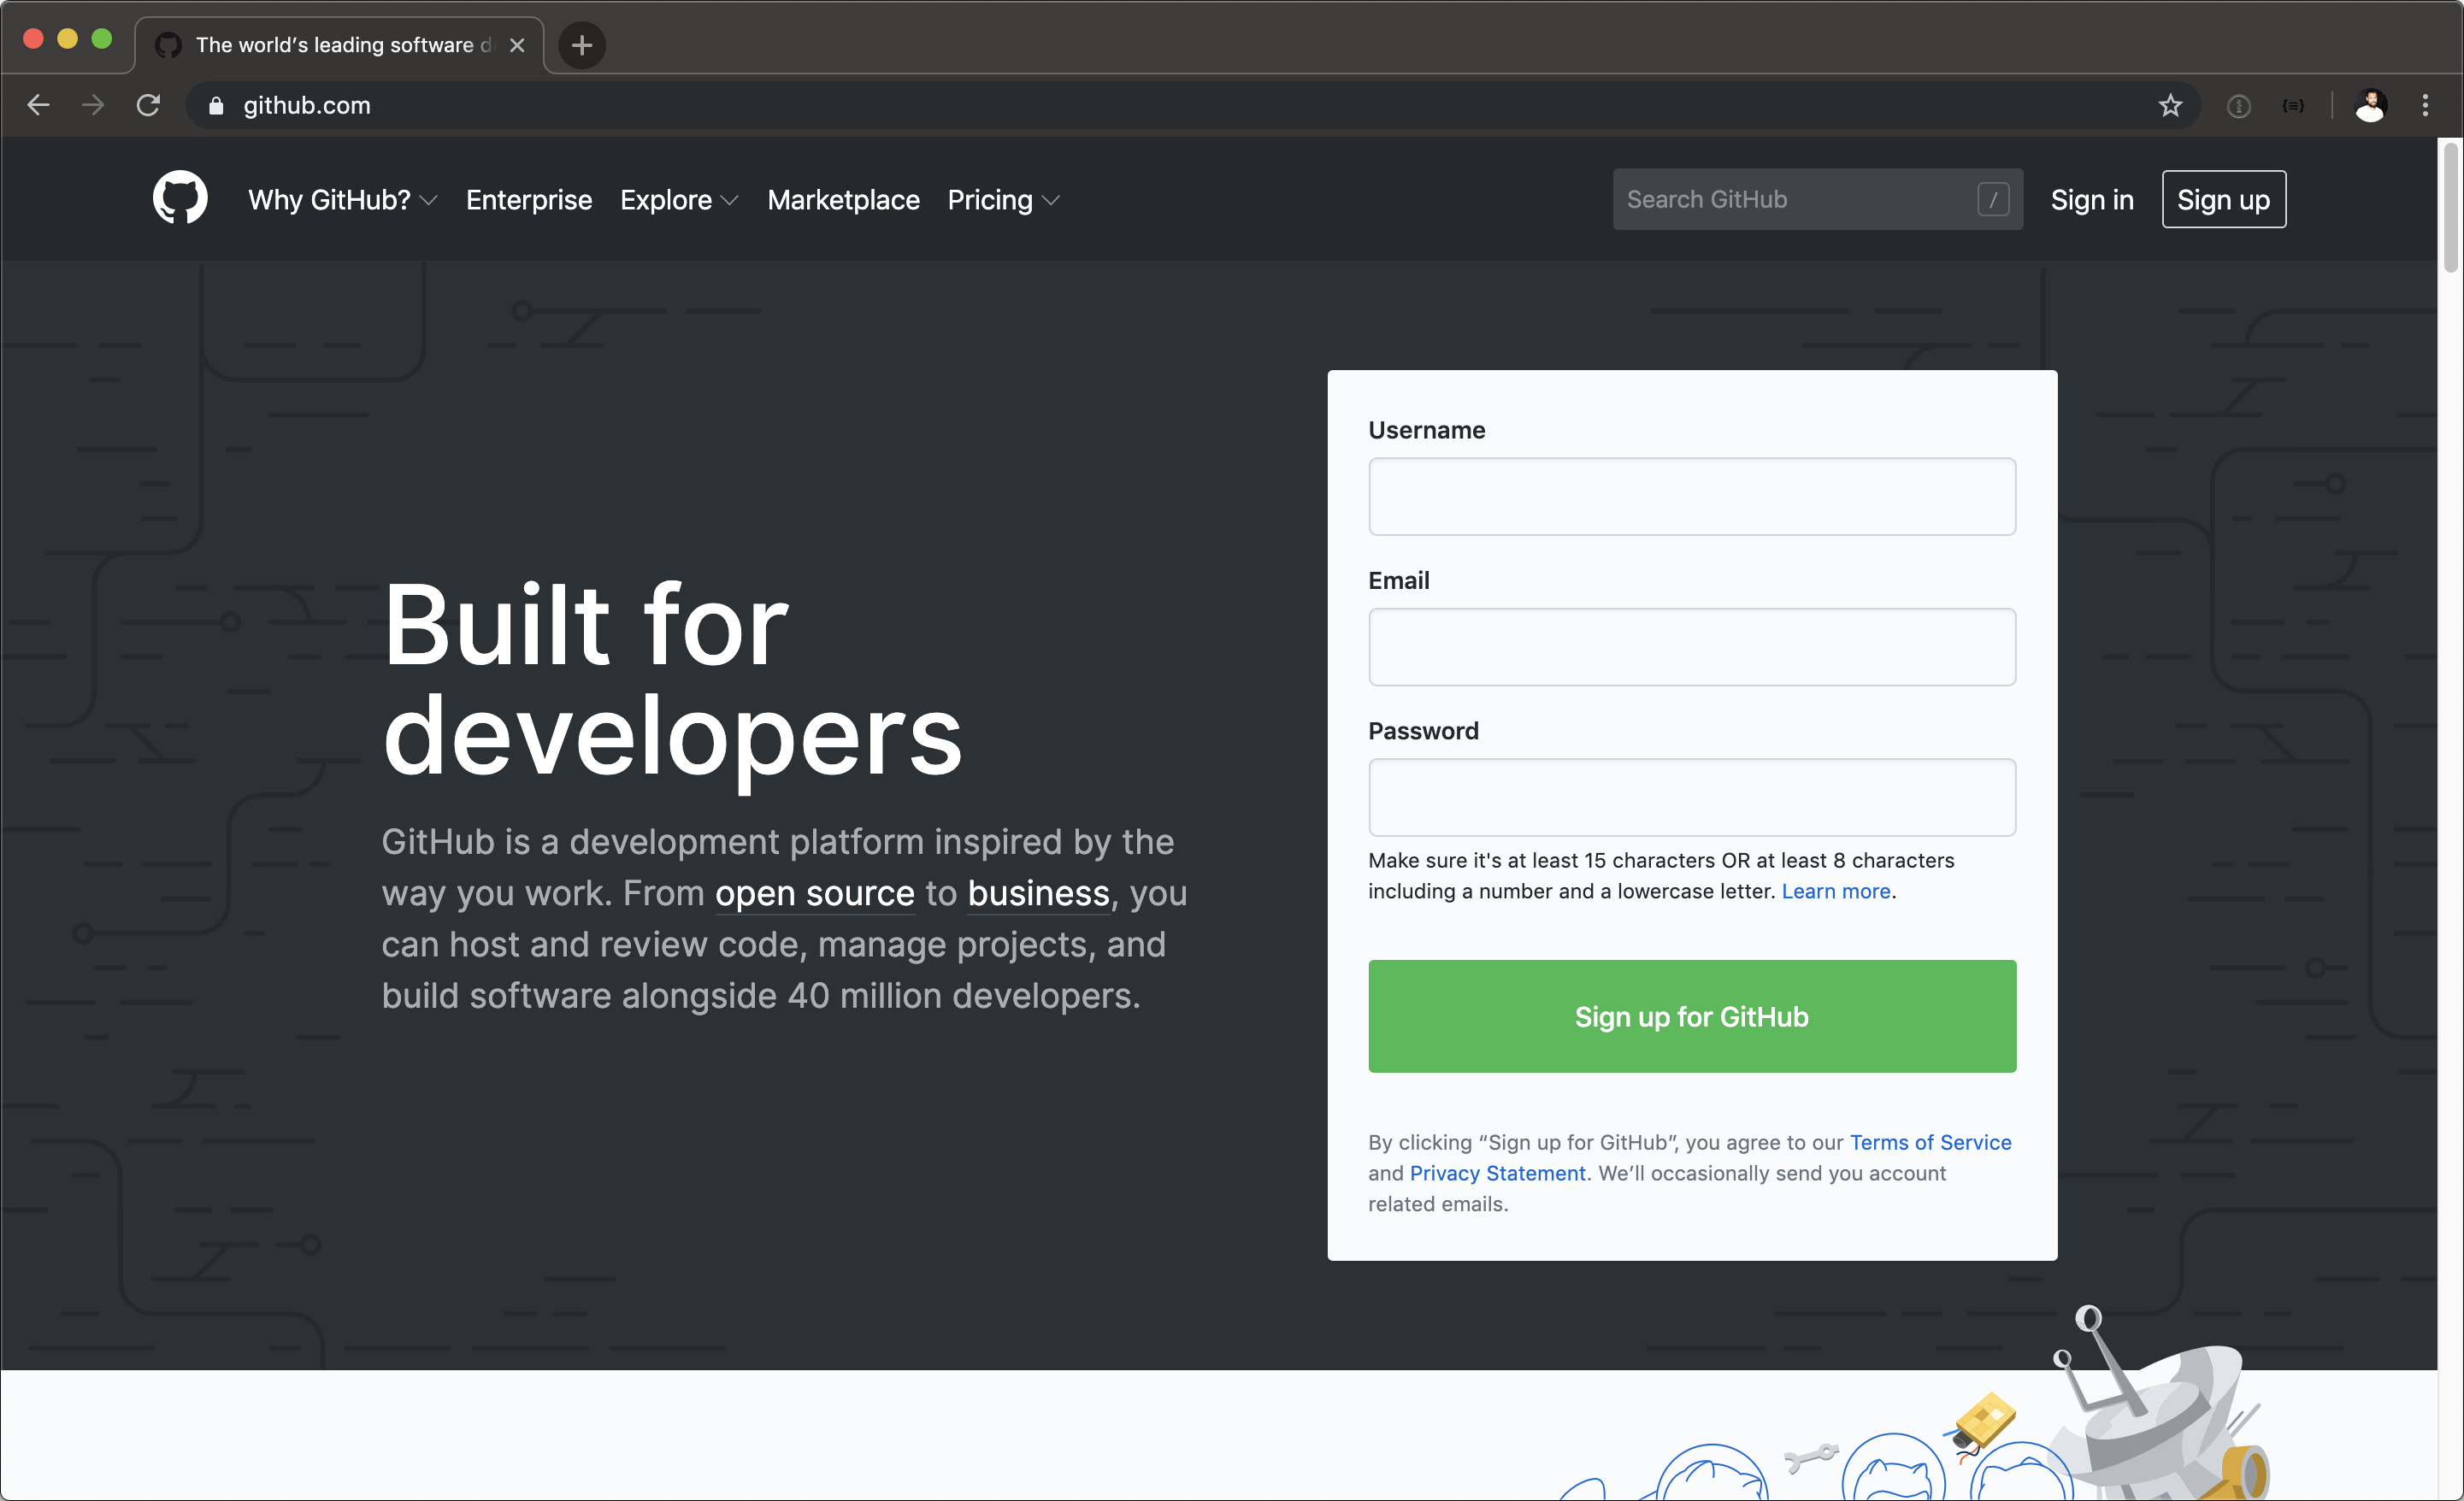 The world's leading software d
github.com
Why GitHub? Enterprise Explore Marketplace Pricing Search GitHub / Sign in Sign up
Built for
developers
GitHub is a development platform inspired by the
way you work. From open source to business, you
can host and review code, manage projects, and
build software alongside 40 million developers.
Username
Email
Password
Make sure it's at least 15 characters OR at least 8 characters
including a number and a lowercase letter. Learn more.
Sign up for GitHub
By clicking “Sign up for GitHub”, you agree to our Terms of Service
and Privacy Statement. We’ll occasionally send you account
related emails.